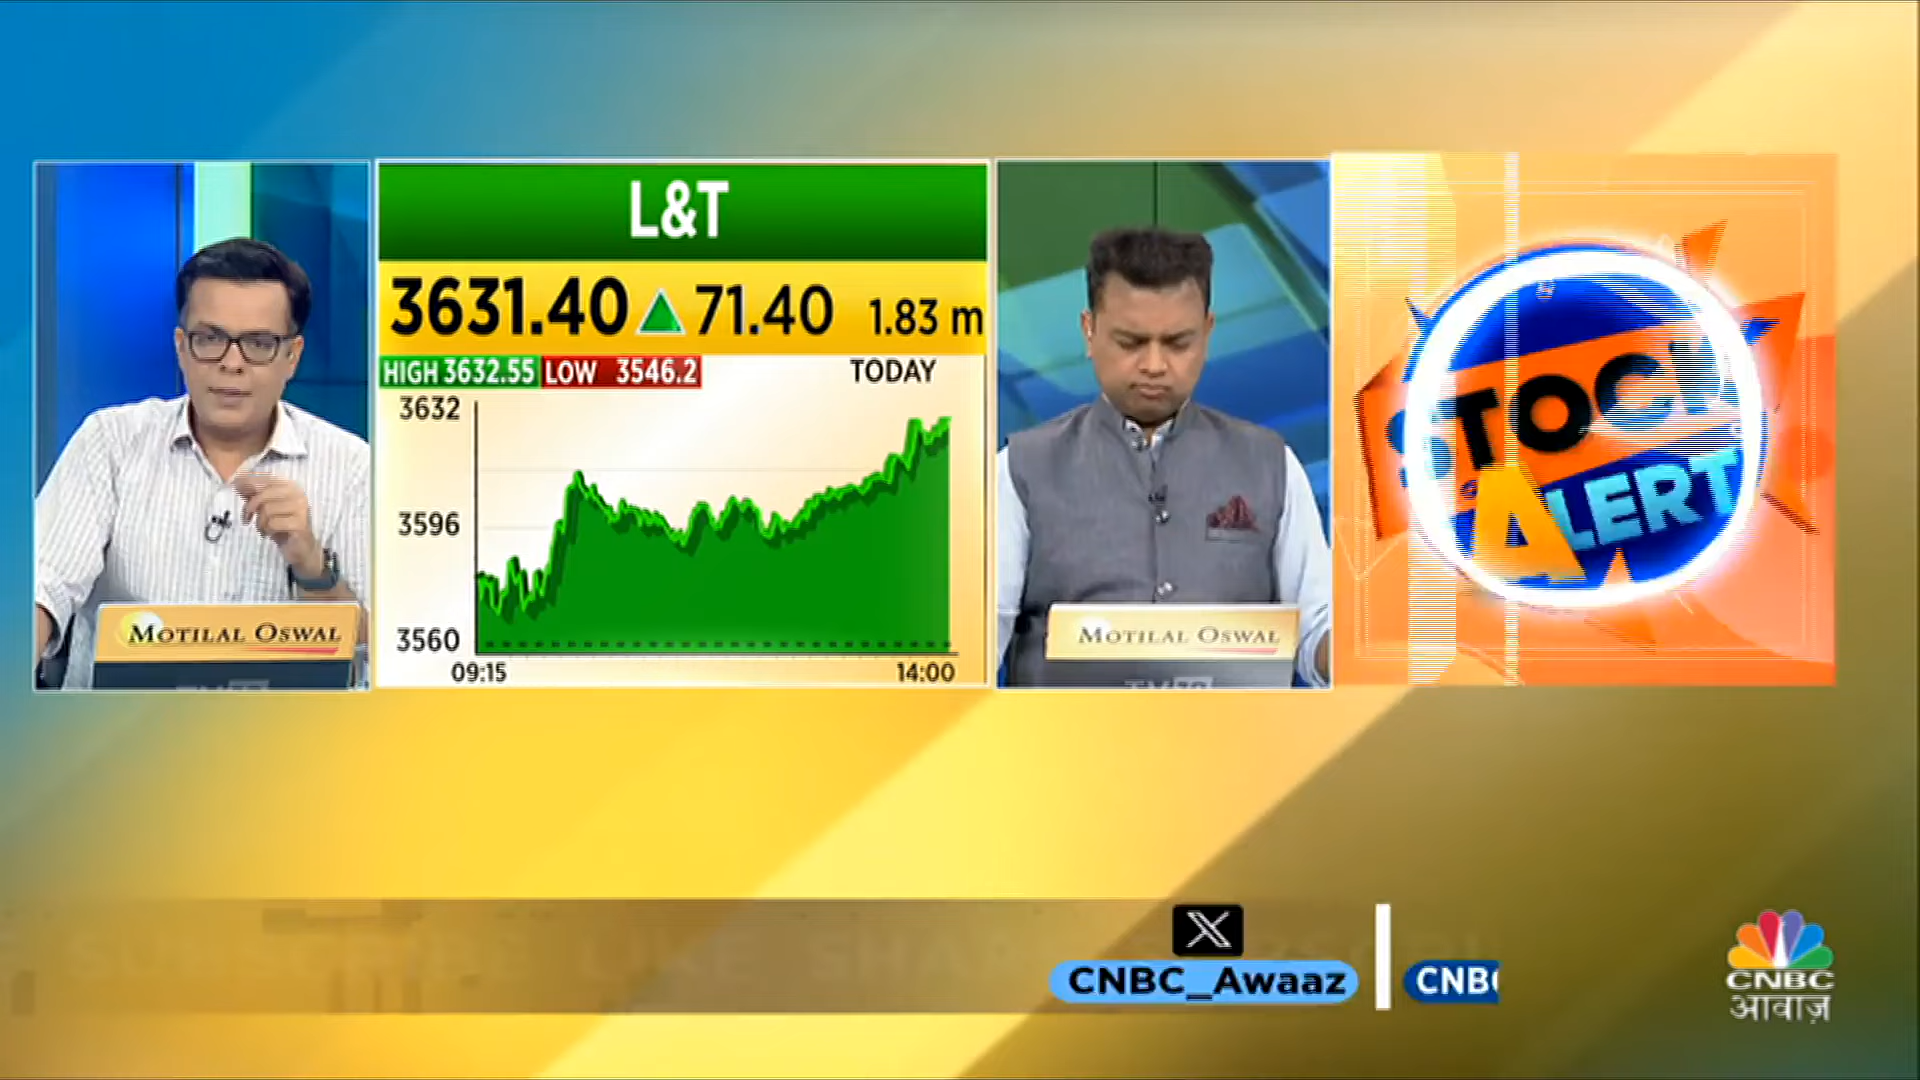 L&T
3631.40 ▲ 71.40 1.83 m
HIGH 3632.55 LOW 3546.2 TODAY
3632
3596
3560
09:15 14:00
MOTILAL OSWAL
MOTILAL OSWAL
STOCK
ALERT
X
CNBC_Awaaz
CNBC
आवाज़